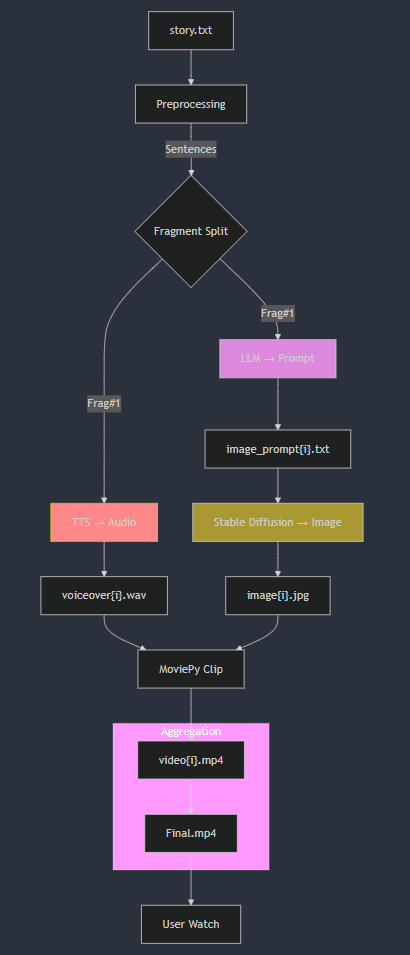 story.txt
Preprocessing
Sentences
Fragment Split
Frag#1
LLM → Prompt
Frag#1
image_prompt{i}.txt
TTS → Audio
Stable Diffusion → Image
voiceover{i}.wav
image{i}.jpg
MoviePy Clip
Aggregation
video{i}.mp4
Final.mp4
User Watch